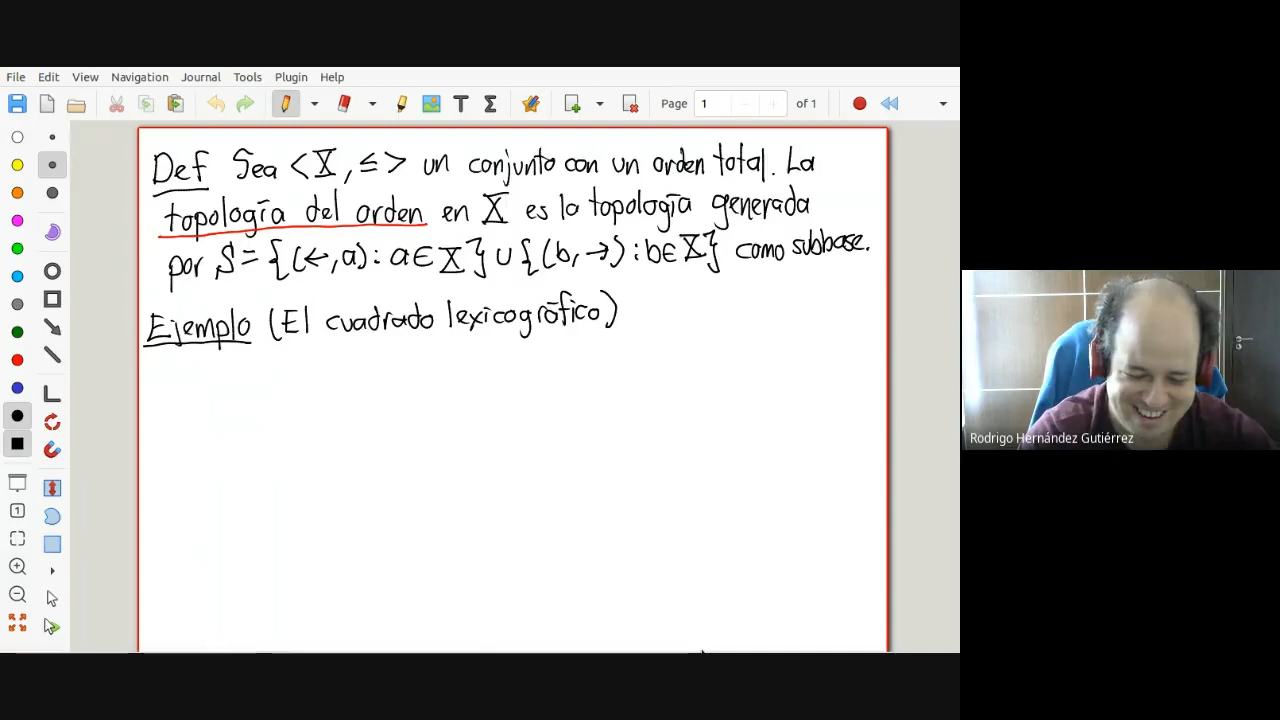 File Edit View Navigation Journal Tools Plugin Help
Page 1 of 1
Def Sea <X, ≤> un conjunto con un orden total. La
topología del orden en X es la topología generada
por S = {(←, a) : a ∈ X} ∪ {(b, →) : b ∈ X} como subbase.
Ejemplo (El cuadrado lexicográfico)
Rodrigo Hernández Gutiérrez